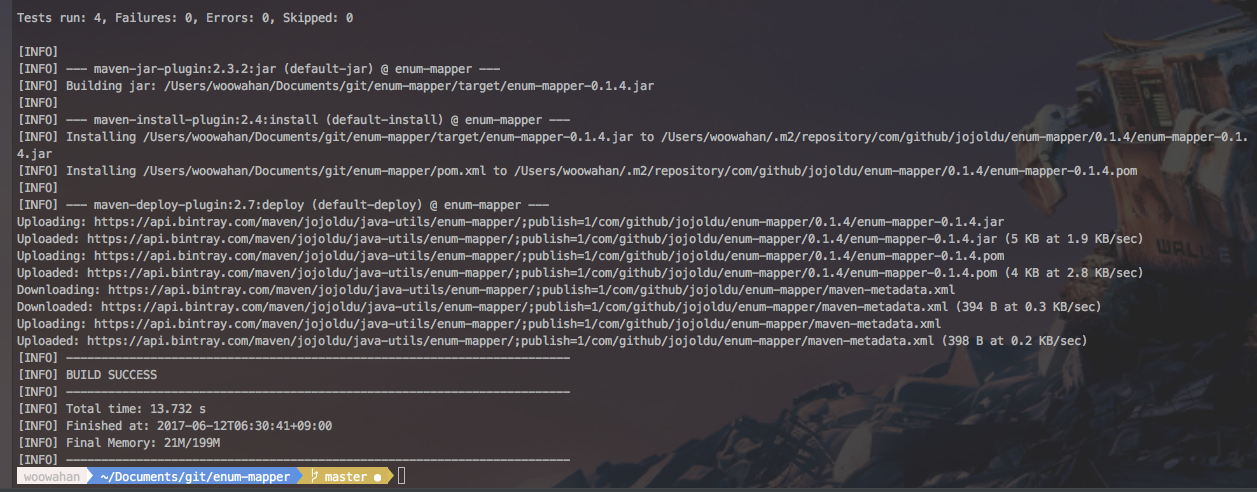 Tests run: 4, Failures: 0, Errors: 0, Skipped: 0
[INFO]
[INFO] --- maven-jar-plugin:2.3.2:jar (default-jar) @ enum-mapper ---
[INFO] Building jar: /Users/woowahan/Documents/git/enum-mapper/target/enum-mapper-0.1.4.jar
[INFO]
[INFO] --- maven-install-plugin:2.4:install (default-install) @ enum-mapper ---
[INFO] Installing /Users/woowahan/Documents/git/enum-mapper/target/enum-mapper-0.1.4.jar to /Users/woowahan/.m2/repository/com/github/jojoldu/enum-mapper/0.1.4/enum-mapper-0.1.
4.jar
[INFO] Installing /Users/woowahan/Documents/git/enum-mapper/pom.xml to /Users/woowahan/.m2/repository/com/github/jojoldu/enum-mapper/0.1.4/enum-mapper-0.1.4.pom
[INFO]
[INFO] --- maven-deploy-plugin:2.7:deploy (default-deploy) @ enum-mapper ---
Uploading: https://api.bintray.com/maven/jojoldu/java-utils/enum-mapper/;publish=1/com/github/jojoldu/enum-mapper/0.1.4/enum-mapper-0.1.4.jar
Uploaded: https://api.bintray.com/maven/jojoldu/java-utils/enum-mapper/;publish=1/com/github/jojoldu/enum-mapper/0.1.4/enum-mapper-0.1.4.jar (5 KB at 1.9 KB/sec)
Uploading: https://api.bintray.com/maven/jojoldu/java-utils/enum-mapper/;publish=1/com/github/jojoldu/enum-mapper/0.1.4/enum-mapper-0.1.4.pom
Uploaded: https://api.bintray.com/maven/jojoldu/java-utils/enum-mapper/;publish=1/com/github/jojoldu/enum-mapper/0.1.4/enum-mapper-0.1.4.pom (4 KB at 2.8 KB/sec)
Downloading: https://api.bintray.com/maven/jojoldu/java-utils/enum-mapper/;publish=1/com/github/jojoldu/enum-mapper/maven-metadata.xml
Downloaded: https://api.bintray.com/maven/jojoldu/java-utils/enum-mapper/;publish=1/com/github/jojoldu/enum-mapper/maven-metadata.xml (394 B at 0.3 KB/sec)
Uploading: https://api.bintray.com/maven/jojoldu/java-utils/enum-mapper/;publish=1/com/github/jojoldu/enum-mapper/maven-metadata.xml
Uploaded: https://api.bintray.com/maven/jojoldu/java-utils/enum-mapper/;publish=1/com/github/jojoldu/enum-mapper/maven-metadata.xml (398 B at 0.2 KB/sec)
[INFO] ------------------------------------------------------------------------
[INFO] BUILD SUCCESS
[INFO] ------------------------------------------------------------------------
[INFO] Total time: 13.732 s
[INFO] Finished at: 2017-06-12T06:30:41+09:00
[INFO] Final Memory: 21M/199M
[INFO] ------------------------------------------------------------------------
woowahan ~/Documents/git/enum-mapper master ●